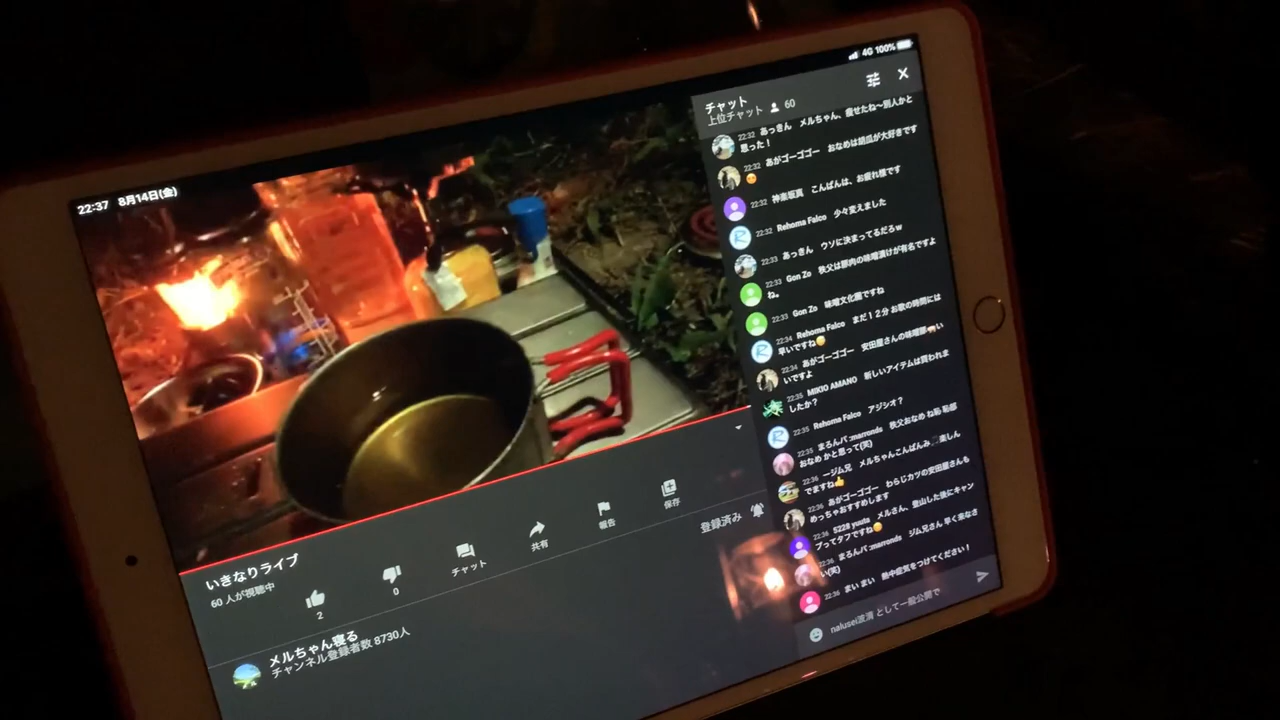 22:37 8月14日(金)
4G 100%
チャット
上位チャット 60
22:32 あっきん メルちゃん、痩せたね〜別人かと
思った！
22:32 あがゴーゴゴー おなめは胡瓜が大好きです
22:32 神楽坂真 こんばんは、お疲れ様です
22:32 Rehoma Falco 少々変えました
22:33 あっきん ウソに決まってるだろw
22:33 Gon Zo 秩父は豚肉の味噌漬けが有名ですよ
ね。
22:33 Gon Zo 味噌文化圏ですね
22:34 Rehoma Falco まだ１２分 お歌の時間には
早いですね
22:34 あがゴーゴゴー 安田屋さんの味噌豚い
いですよ
22:35 MIKIO AMANO 新しいアイテムは買われま
したか？
22:35 Rehoma Falco アジシオ？
22:35 まろんパ :marronds 秩父おなめ ね恥
おなめ かと思って(笑)
22:36 ージム兄 メルちゃんこんばんみ 楽しん
でますね👍
22:36 あがゴーゴゴー わらじカツの安田屋さんも
めっちゃおすすめします
22:36 5228 yuuta メルさん、登山した後にキャン
プってタフですね
22:36 まろんパ :marronds ジム兄さん 早く来なさ
い(笑)
22:36 まい まい 熱中症気をつけてください！
nalusei波清 として一般公開で
いきなりライブ
60 人が視聴中
2
0
チャット
共有
報告
保存
登録済み
メルちゃん寝る
チャンネル登録者数 8730人